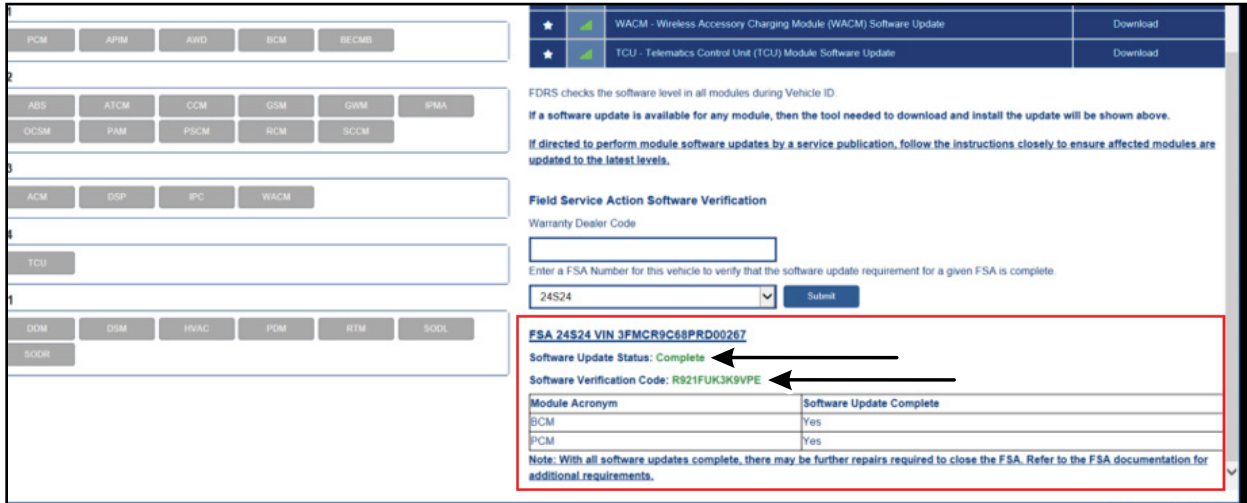 1
PCM APIM AWD BCM BECMB
2
ABS ATCM CCM GSM GWM IPMA
OCSM PAM PSCM RCM SCCM
3
ACM DSP IPC WACM
4
TCU
1
DDM DSM HVAC PDM RTM SODL
SODR
WACM - Wireless Accessory Charging Module (WACM) Software Update Download
TCU - Telematics Control Unit (TCU) Module Software Update Download
FDRS checks the software level in all modules during Vehicle ID.
If a software update is available for any module, then the tool needed to download and install the update will be shown above.
If directed to perform module software updates by a service publication, follow the instructions closely to ensure affected modules are
updated to the latest levels.
Field Service Action Software Verification
Warranty Dealer Code
Enter a FSA Number for this vehicle to verify that the software update requirement for a given FSA is complete.
24S24 Submit
FSA 24S24 VIN 3FMCR9C68PRD00267
Software Update Status: Complete
Software Verification Code: R921FUK3K9VPE
Module Acronym Software Update Complete
BCM Yes
PCM Yes
Note: With all software updates complete, there may be further repairs required to close the FSA. Refer to the FSA documentation for
additional requirements.